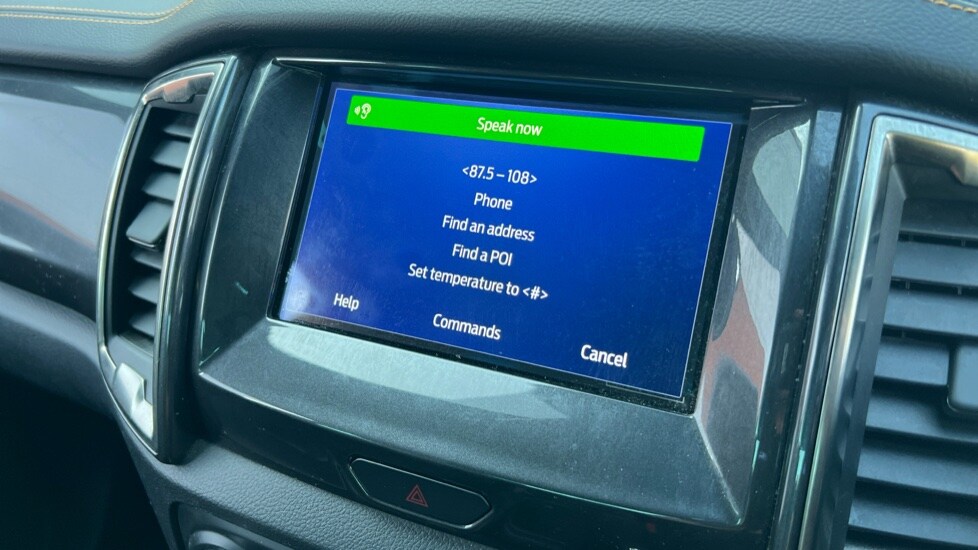 Speak now
<87.5 – 108>
Phone
Find an address
Find a POI
Set temperature to <#>
Help
Commands
Cancel